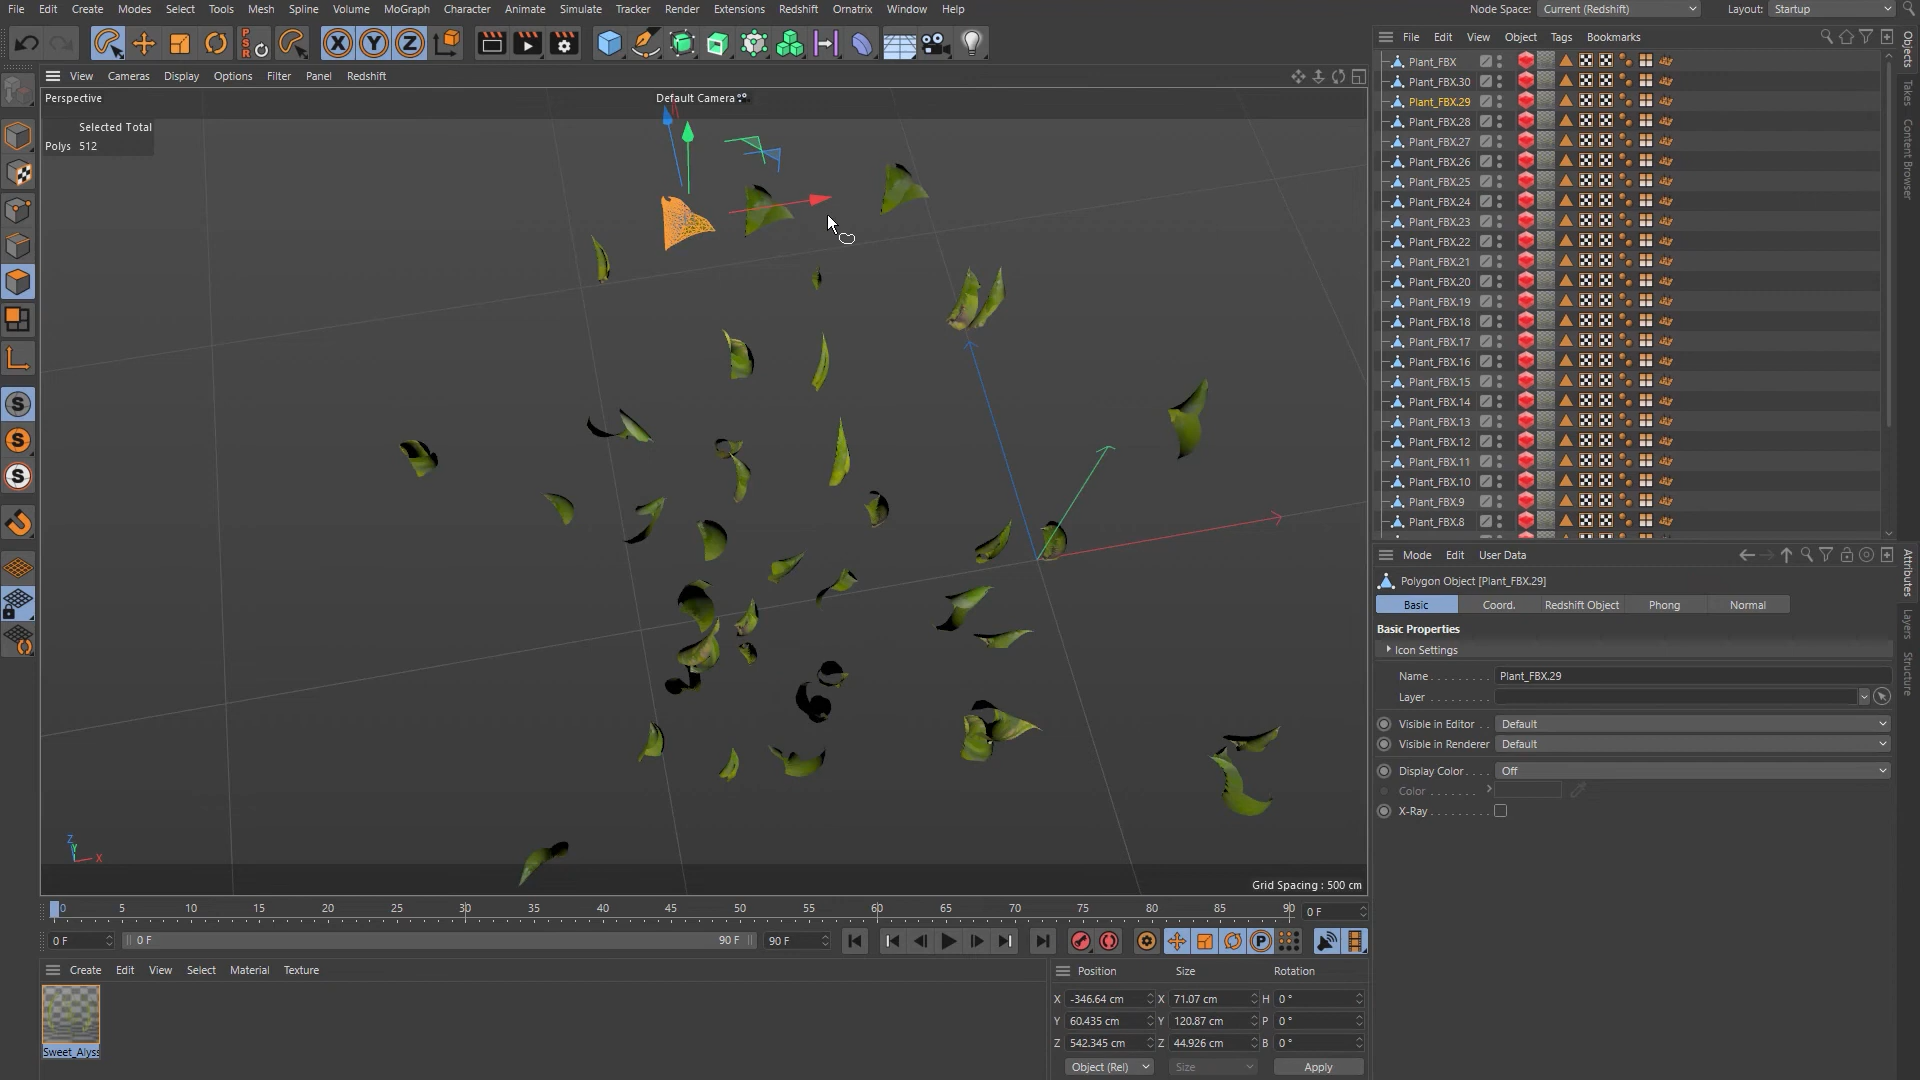 File Edit Create Modes Select Tools Mesh Spline Volume MoGraph Character Animate Simulate Tracker Render Extensions Redshift Ornatrix Window Help
Node Space: Current (Redshift) Layout: Startup
File Edit View Object Tags Bookmarks
View Cameras Display Options Filter Panel Redshift
Perspective
Default Camera
Selected Total
Polys 512
PSR
X Y Z
Plant_FBX
Plant_FBX.30
Plant_FBX.29
Plant_FBX.28
Plant_FBX.27
Plant_FBX.26
Plant_FBX.25
Plant_FBX.24
Plant_FBX.23
Plant_FBX.22
Plant_FBX.21
Plant_FBX.20
Plant_FBX.19
Plant_FBX.18
Plant_FBX.17
Plant_FBX.16
Plant_FBX.15
Plant_FBX.14
Plant_FBX.13
Plant_FBX.12
Plant_FBX.11
Plant_FBX.10
Plant_FBX.9
Plant_FBX.8
Objects
Takes
Content Browser
Mode Edit User Data
Polygon Object [Plant_FBX.29]
Basic Coord. Redshift Object Phong Normal
Basic Properties
Icon Settings
Name Plant_FBX.29
Layer
Visible in Editor Default
Visible in Renderer Default
Display Color Off
Color
X-Ray
Attributes
Layers
Structure
S
S
S
Z
Y
X
Grid Spacing : 500 cm
0 5 10 15 20 25 30 35 40 45 50 55 60 65 70 75 80 85 90 0 F
0 F 0 F 90 F 90 F
P
Create Edit View Select Material Texture
Sweet_Alyss
Position Size Rotation
X -346.64 cm X 71.07 cm H 0 °
Y 60.435 cm Y 120.87 cm P 0 °
Z 542.345 cm Z 44.926 cm B 0 °
Object (Rel) Size Apply